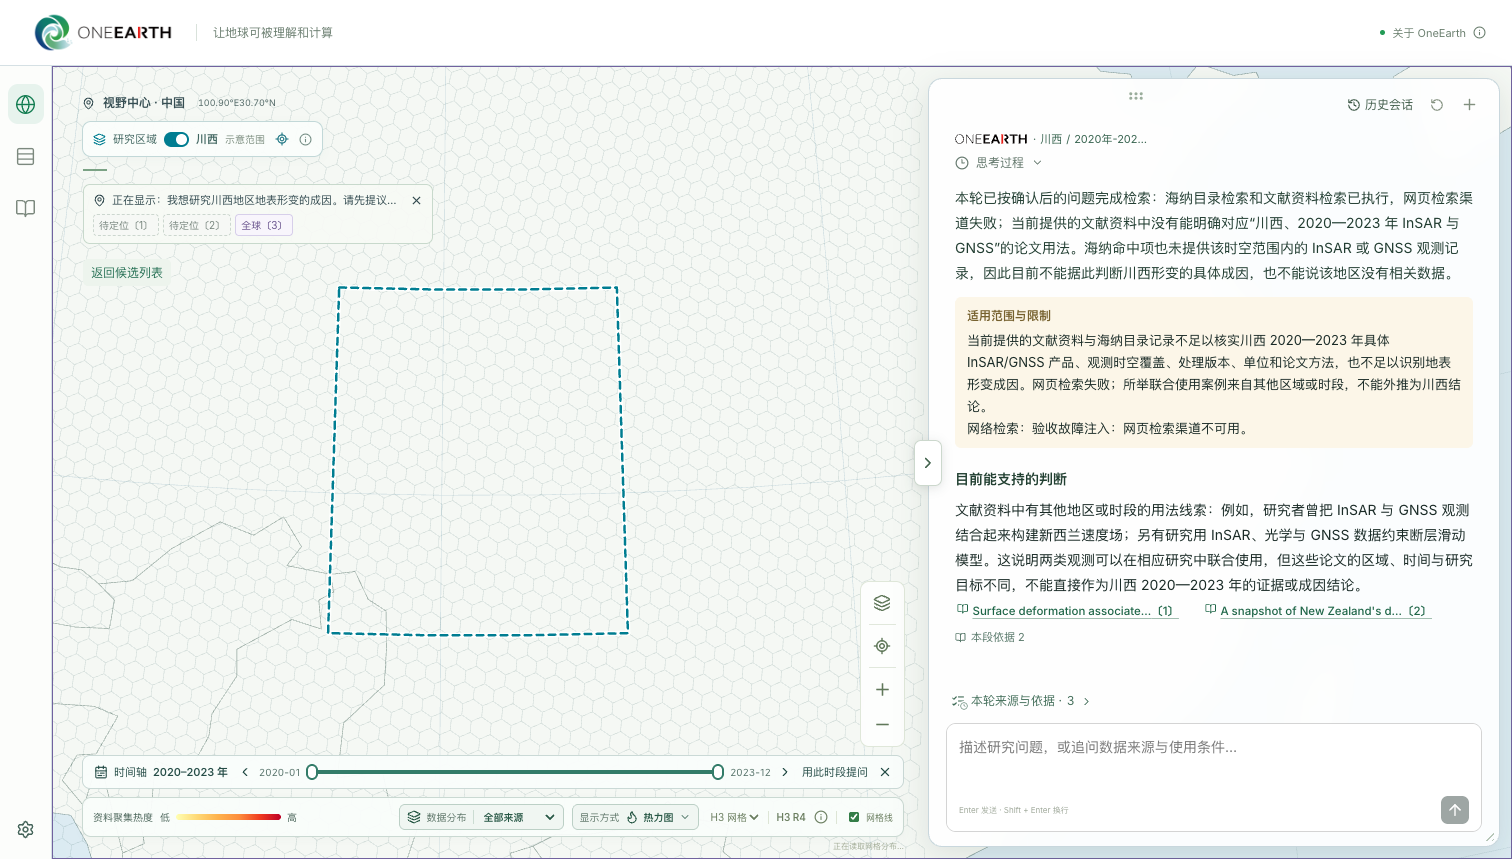 ONEEARTH
让地球可被理解和计算
关于 OneEarth
视野中心 · 中国 100.90°E30.70°N
研究区域 川西 示意范围
正在显示：我想研究川西地区地表形变的成因。请先提议...
待定位（1） 待定位（2） 全球（3）
返回候选列表
时间轴 2020–2023 年 2020-01 2023-12 用此时段提问
资料聚集热度 低 高 数据分布 全部来源 显示方式 热力图 H3 网格 H3 R4 网格线
正在读取网格分布...
历史会话
ONEEARTH · 川西 / 2020年-202...
思考过程
本轮已按确认后的问题完成检索：海纳目录检索和文献资料检索已执行，网页检索渠
道失败；当前提供的文献资料中没有能明确对应“川西、2020—2023 年 InSAR 与
GNSS”的论文用法。海纳命中项也未提供该时空范围内的 InSAR 或 GNSS 观测记
录，因此目前不能据此判断川西形变的具体成因，也不能说该地区没有相关数据。
适用范围与限制
当前提供的文献资料与海纳目录记录不足以核实川西 2020—2023 年具体
InSAR/GNSS 产品、观测时空覆盖、处理版本、单位和论文方法，也不足以识别地表
形变成因。网页检索失败；所举联合使用案例来自其他区域或时段，不能外推为川西结
论。
网络检索：验收故障注入：网页检索渠道不可用。
目前能支持的判断
文献资料中有其他地区或时段的用法线索：例如，研究者曾把 InSAR 与 GNSS 观测
结合起来构建新西兰速度场；另有研究用 InSAR、光学与 GNSS 数据约束断层滑动
模型。这说明两类观测可以在相应研究中联合使用，但这些论文的区域、时间与研究
目标不同，不能直接作为川西 2020—2023 年的证据或成因结论。
Surface deformation associate...（1） A snapshot of New Zealand's d...（2）
本段依据 2
本轮来源与依据 · 3
描述研究问题，或追问数据来源与使用条件...
Enter 发送 · Shift + Enter 换行